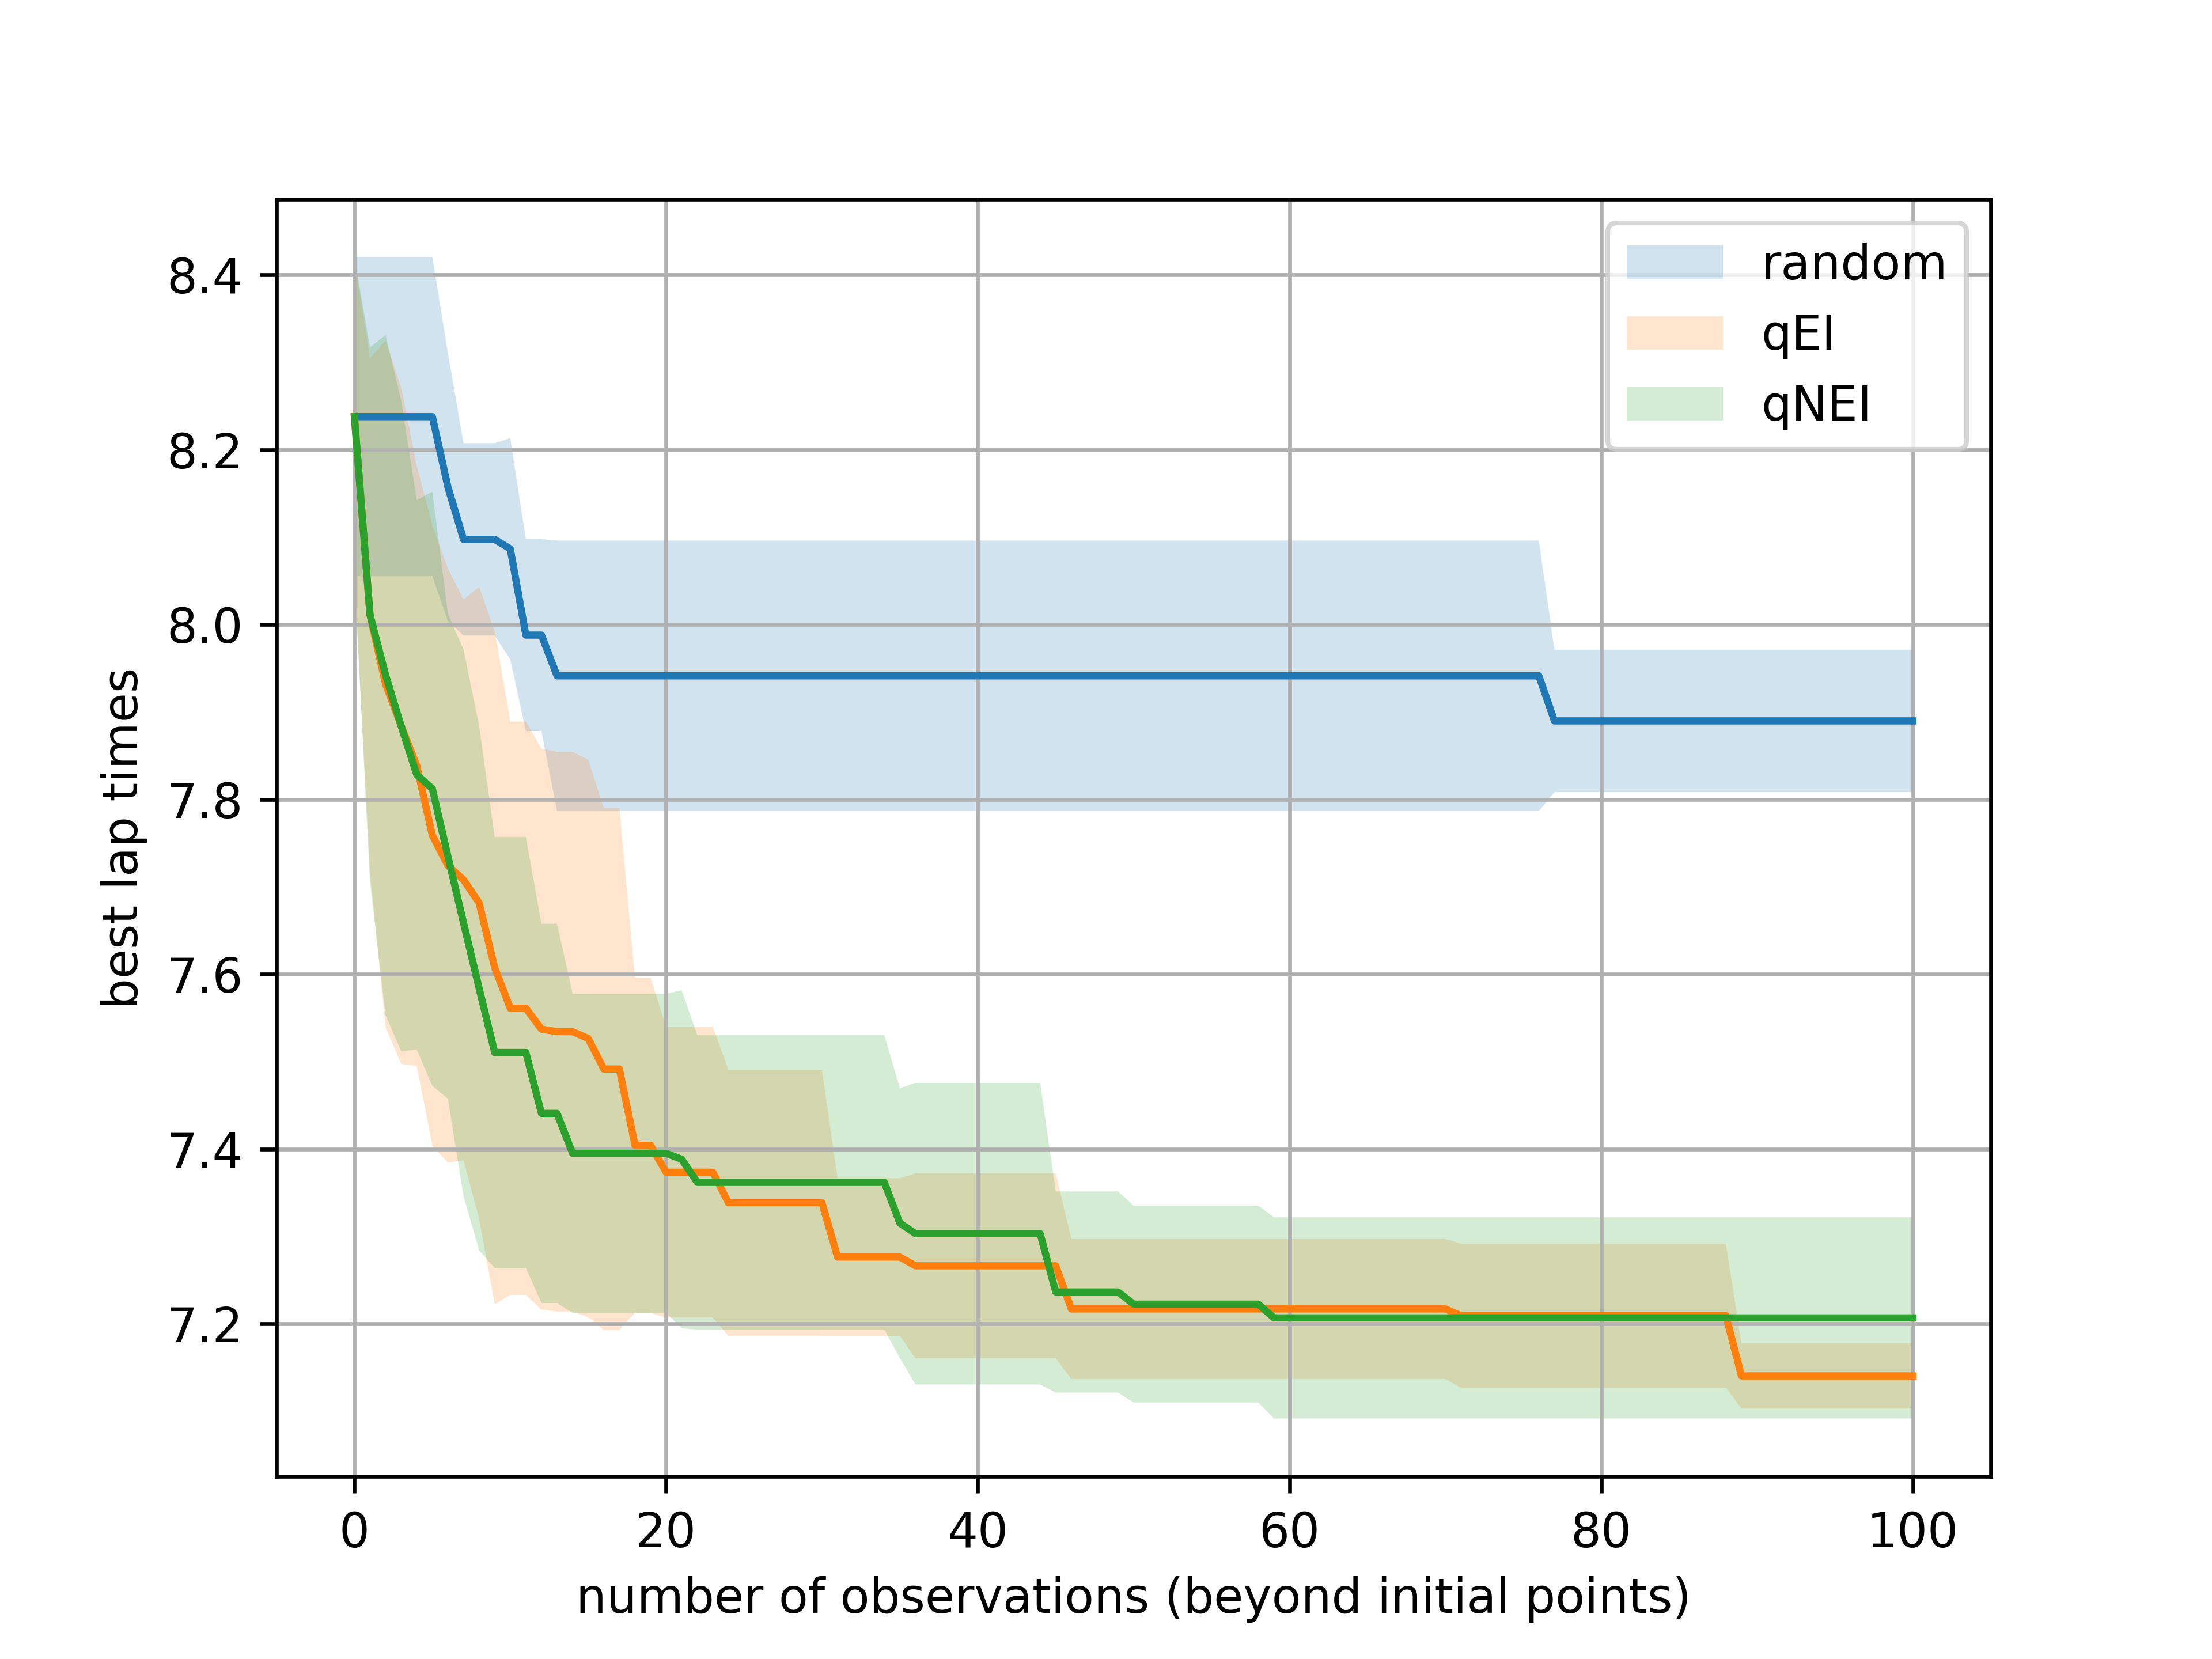 random
qEI
qNEI
8.4
8.2
8.0
7.8
7.6
7.4
7.2
best lap times
0 20 40 60 80 100
number of observations (beyond initial points)